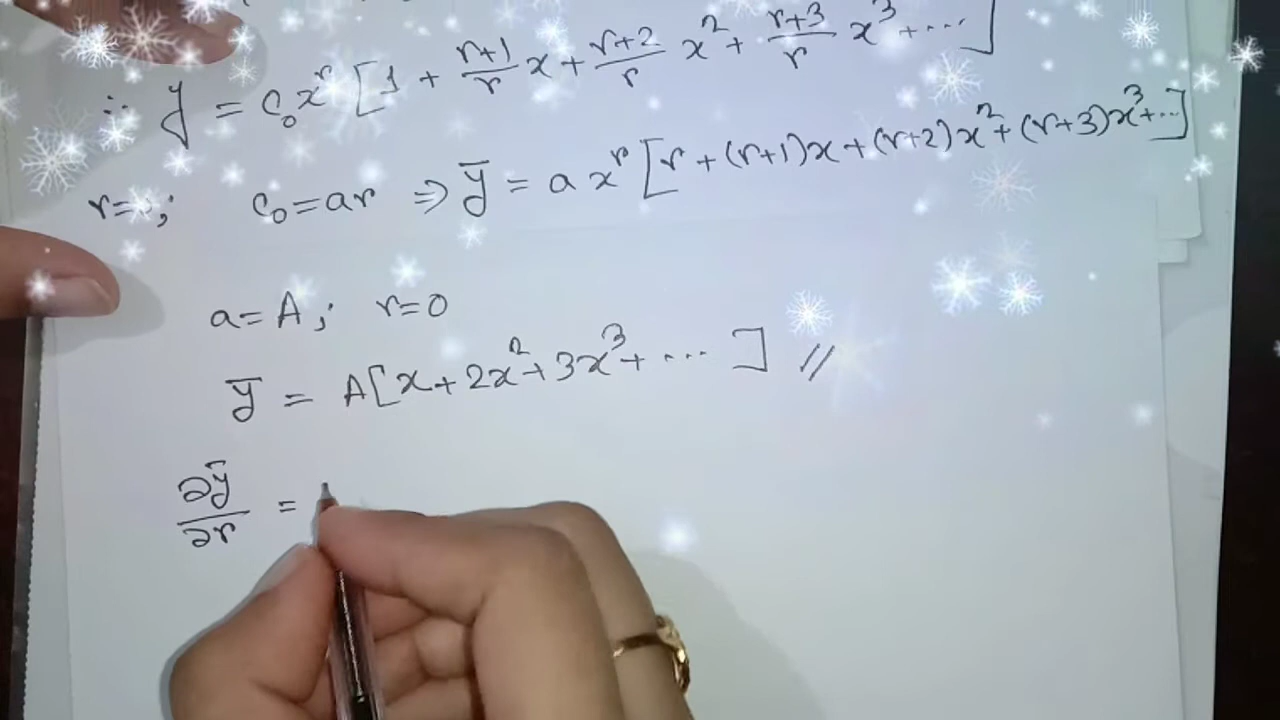 ∴ y = c₀xʳ [1 + (r+1)/r x + (r+2)/r x² + (r+3)/r x³ + ...]
r=0; c₀=ar ⇒ ȳ = a xʳ [r + (r+1)x + (r+2)x² + (r+3)x³ + ...]
a = A; r=0
ȳ = A[x + 2x² + 3x³ + ... ] //
∂ȳ/∂r =